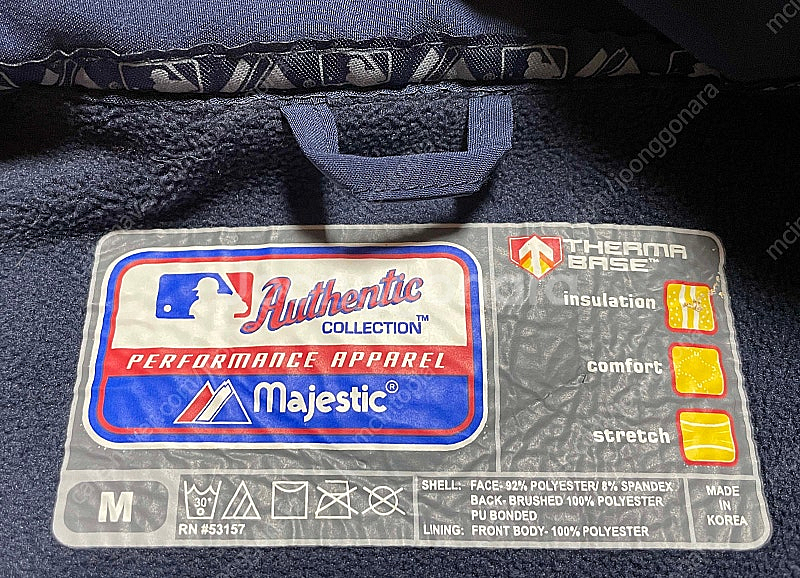 Authentic
COLLECTION™
PERFORMANCE APPAREL
Majestic®
THERMA
BASE™
insulation
comfort
stretch
M
30°
RN #53157
SHELL: FACE- 92% POLYESTER/ 8% SPANDEX
BACK- BRUSHED 100% POLYESTER
PU BONDED
LINING: FRONT BODY- 100% POLYESTER
MADE
IN
KOREA
joonggonara